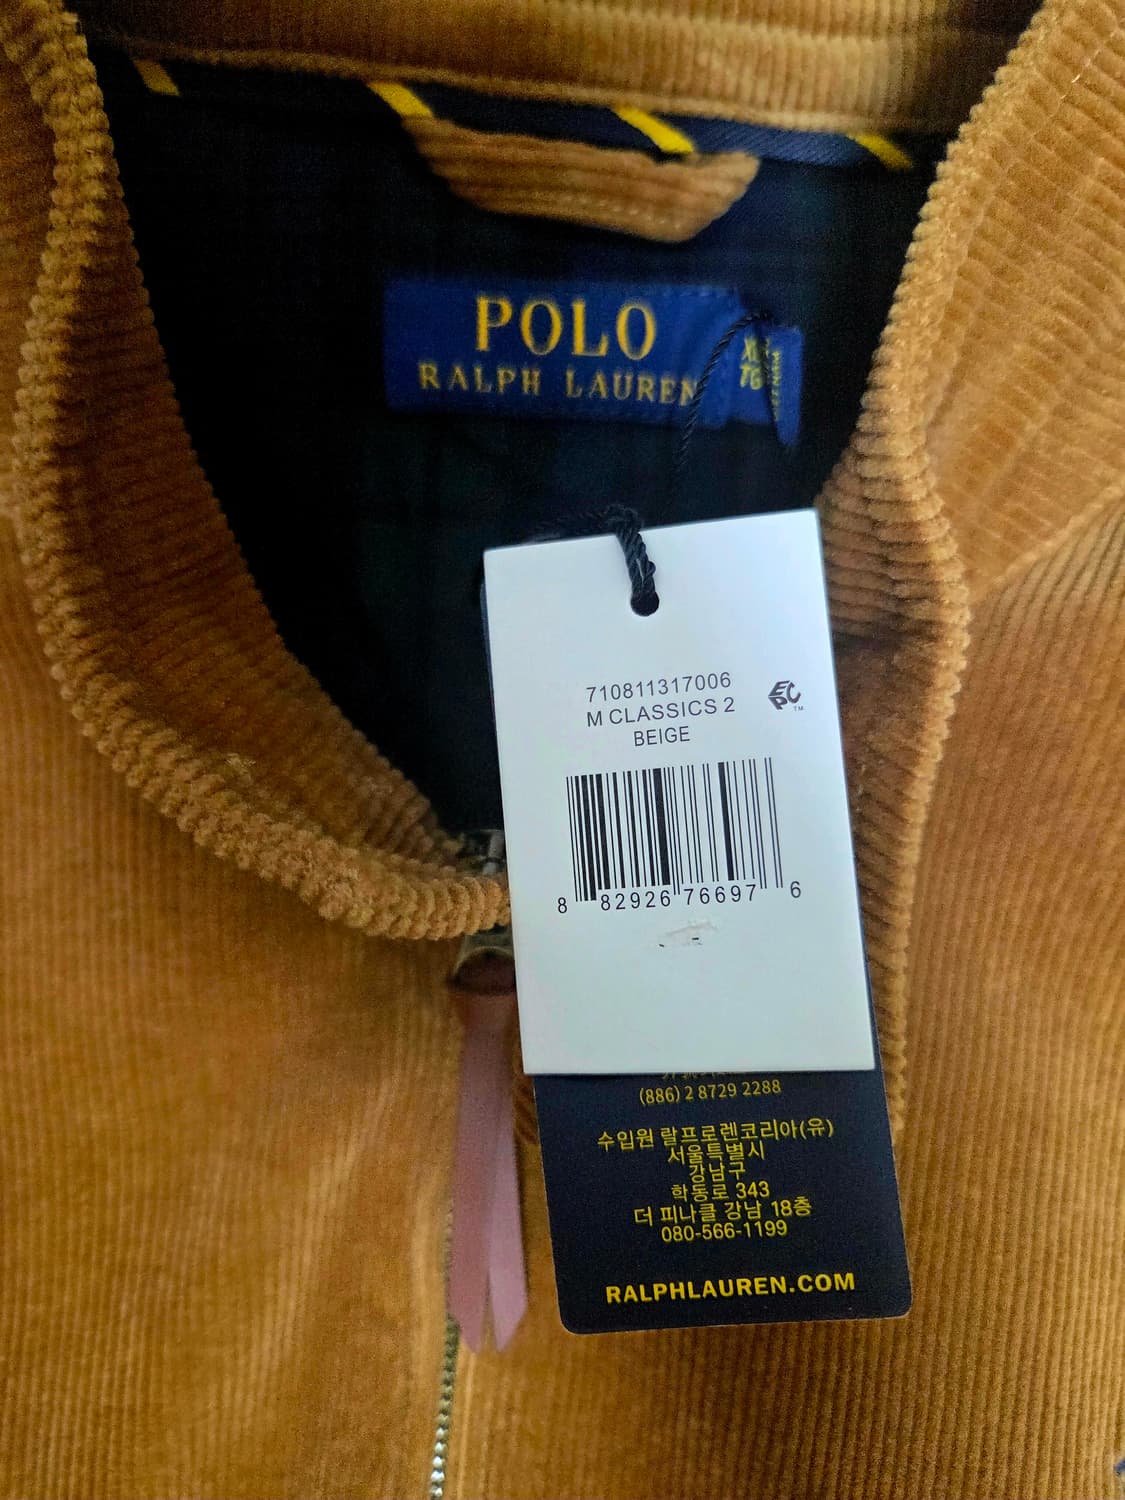 POLO
RALPH LAUREN
710811317006
M CLASSICS 2
BEIGE
EPC TM
8 82926 76697 6
(886) 2 8729 2288
수입원 랄프로렌코리아(유)
서울특별시
강남구
학동로 343
더 피나클 강남 18층
080-566-1199
RALPHLAUREN.COM